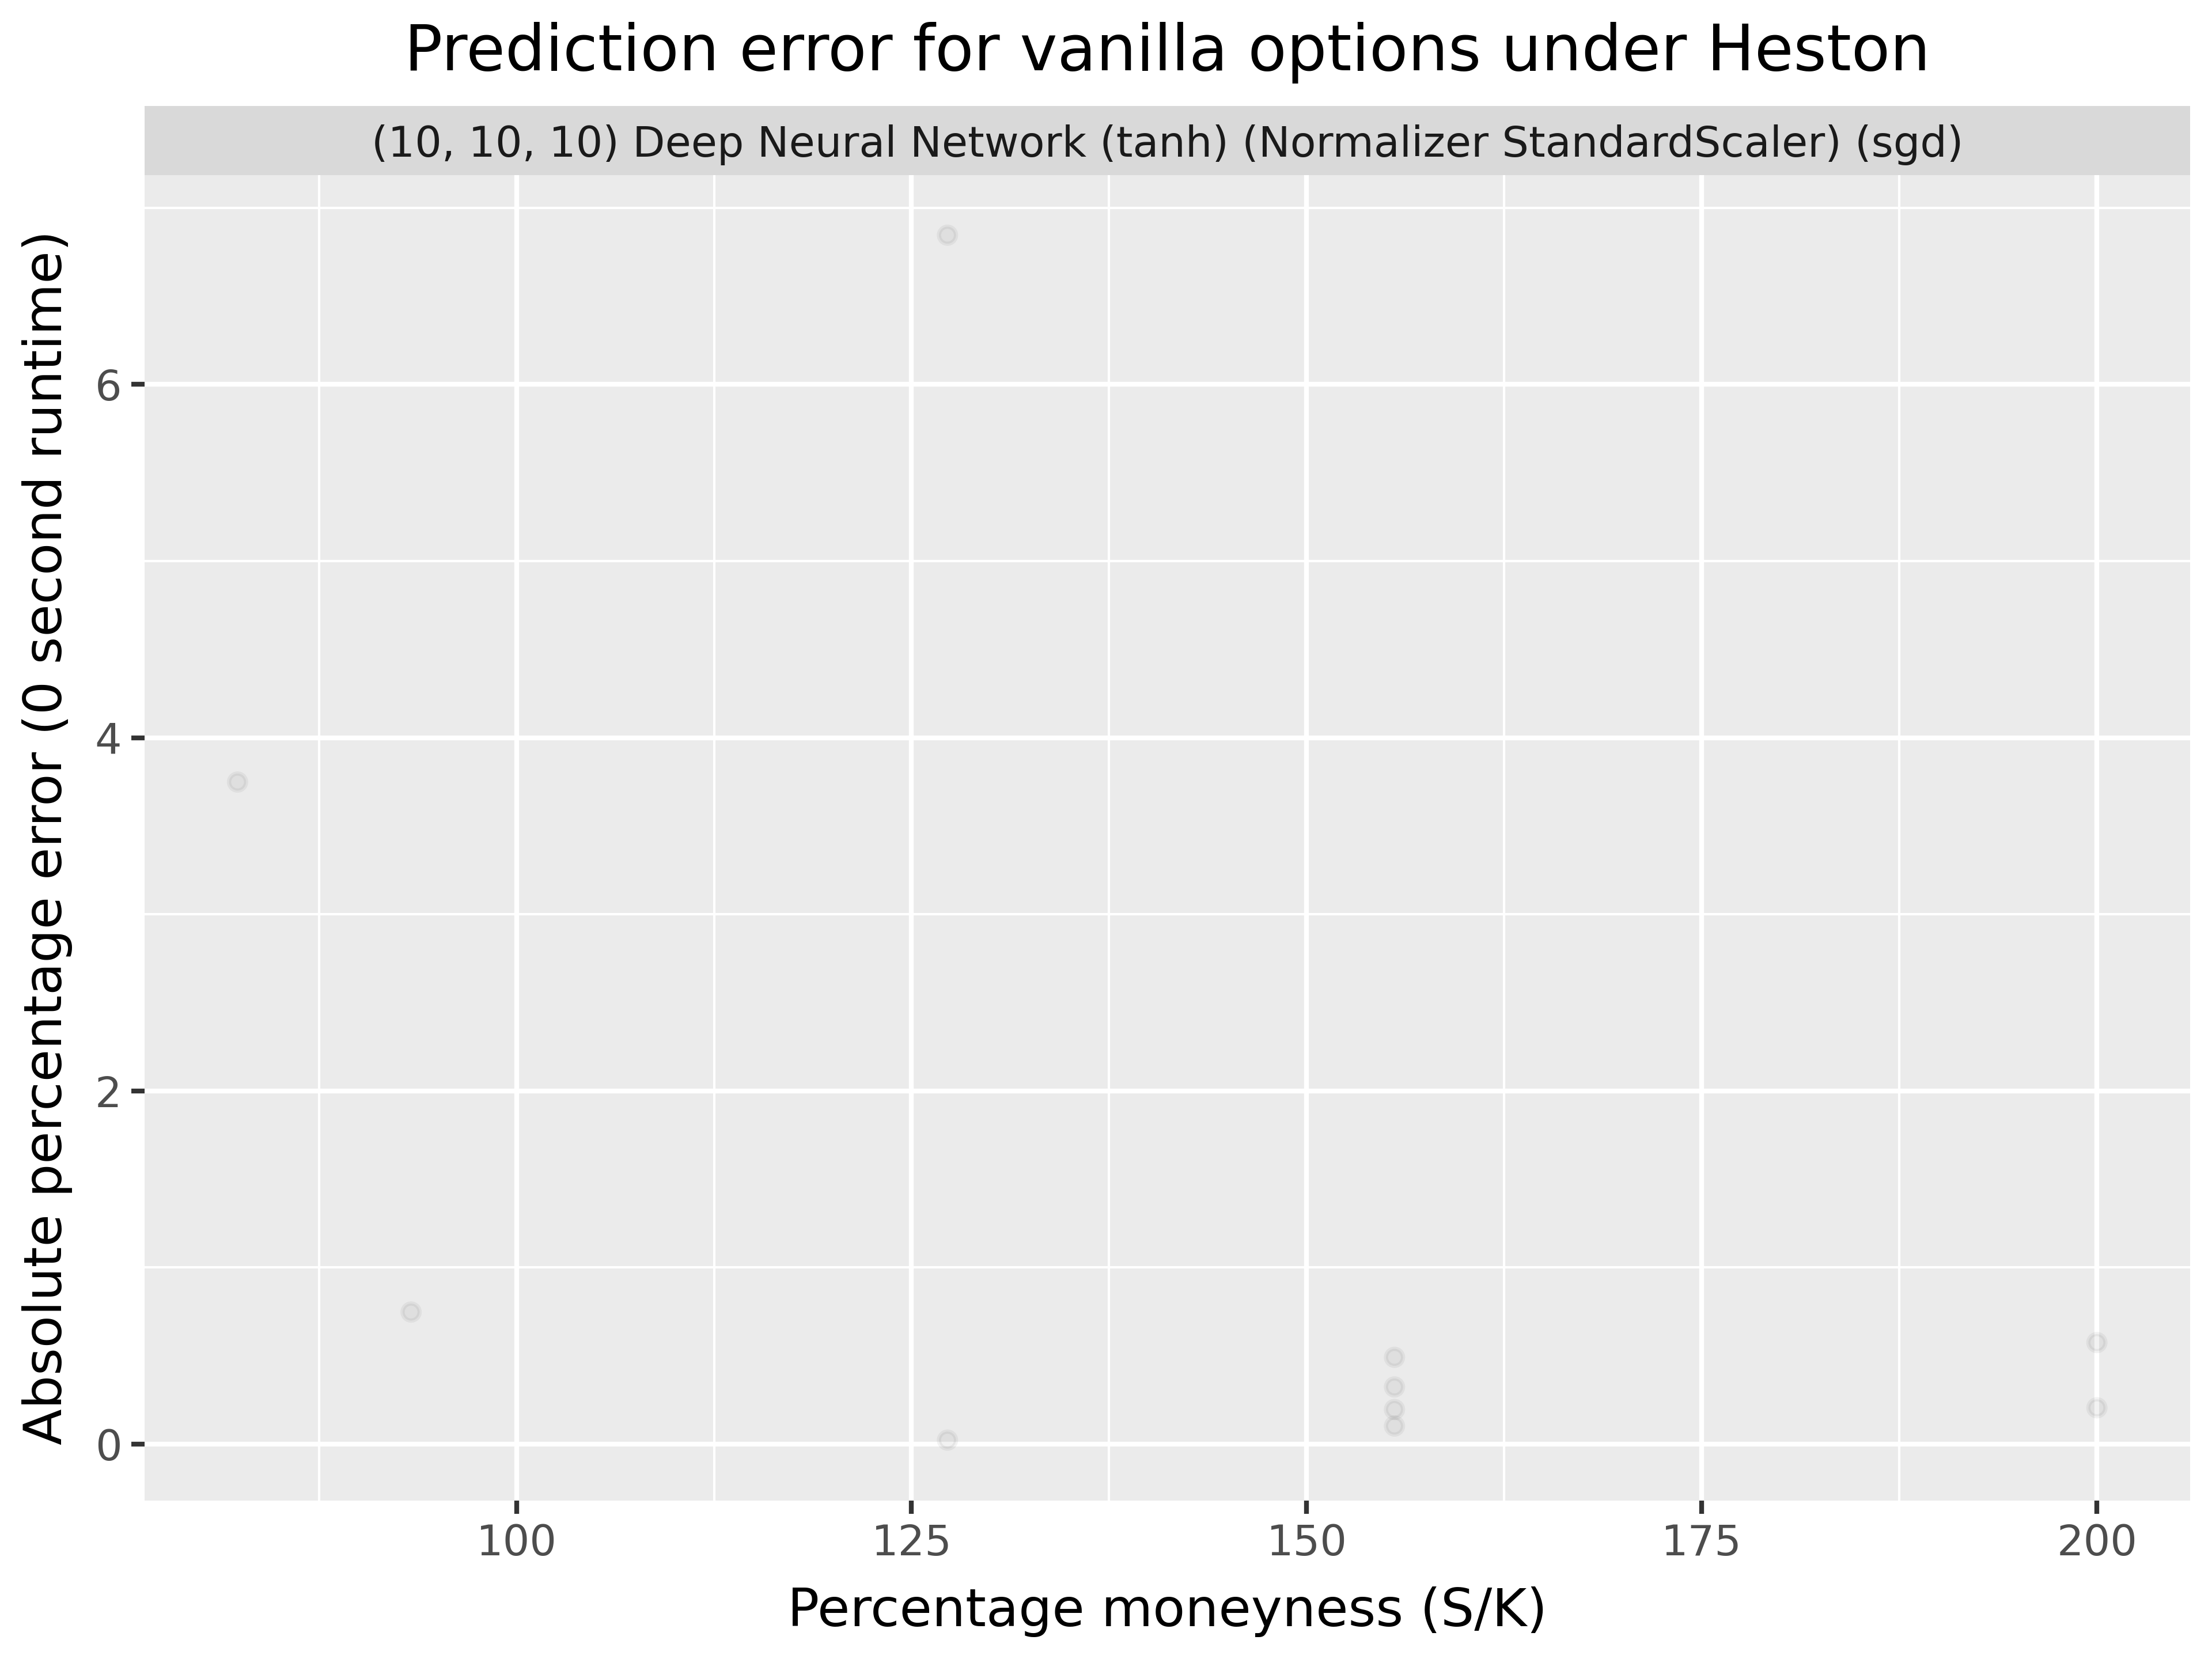 Prediction error for vanilla options under Heston
(10, 10, 10) Deep Neural Network (tanh) (Normalizer StandardScaler) (sgd)
Absolute percentage error (0 second runtime)
6
4
2
0
100
125
150
175
200
Percentage moneyness (S/K)